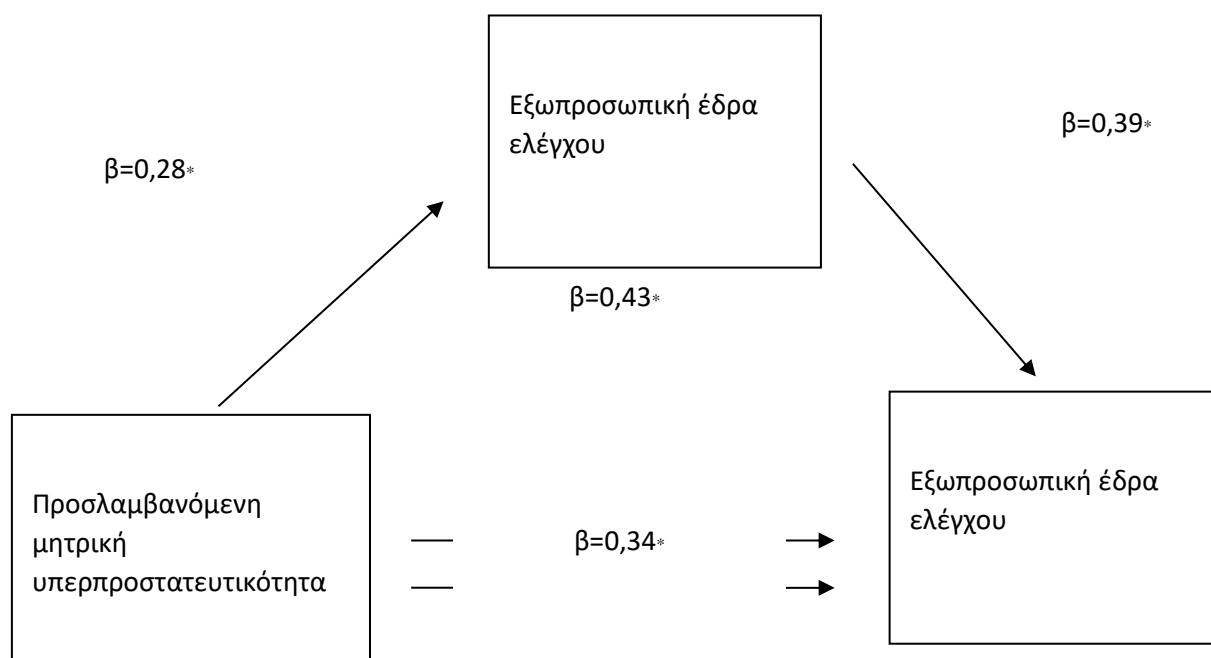 Εξωπροσωπική έδρα
ελέγχου
β=0,39*
β=0,28*
β=0,43*
Προσλαμβανόμενη
μητρική
υπερπροστατευτικότητα
β=0,34*
Εξωπροσωπική έδρα
ελέγχου